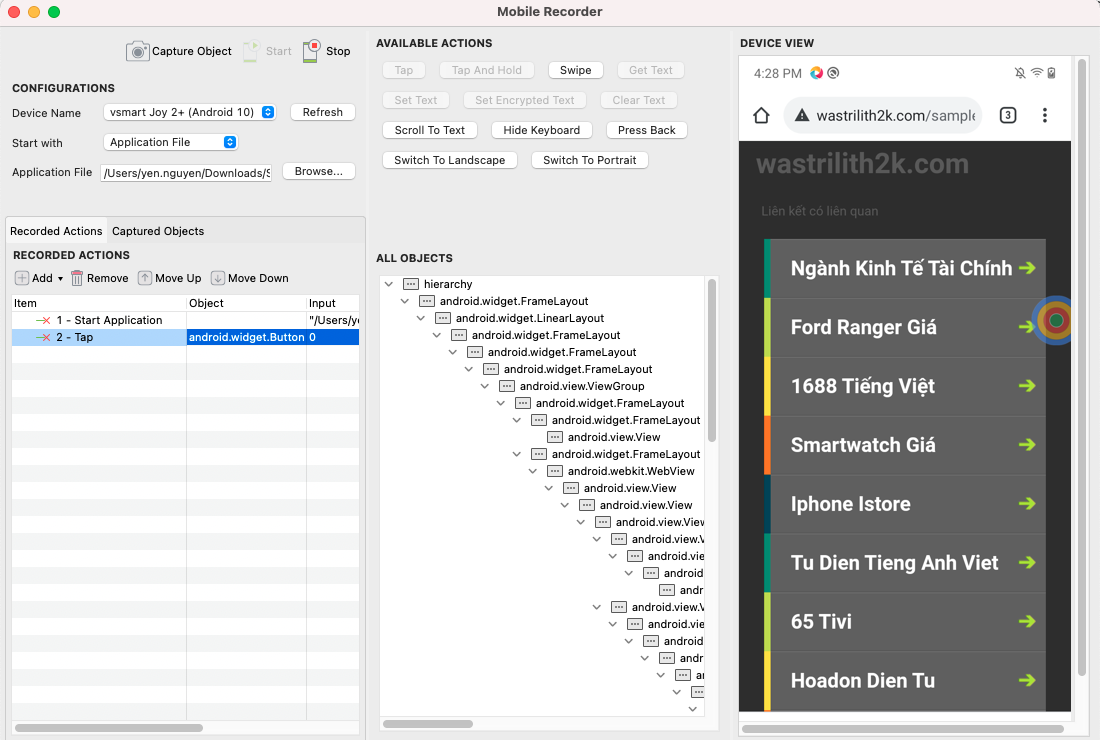 Mobile Recorder
Capture Object
Start
Stop
CONFIGURATIONS
Device Name
vsmart Joy 2+ (Android 10)
Refresh
Start with
Application File
Application File
/Users/yen.nguyen/Downloads/S
Browse...
Recorded Actions
Captured Objects
RECORDED ACTIONS
Add
Remove
Move Up
Move Down
Item Object Input
1 - Start Application "/Users/ye
2 - Tap android.widget.Button 0
AVAILABLE ACTIONS
Tap
Tap And Hold
Swipe
Get Text
Set Text
Set Encrypted Text
Clear Text
Scroll To Text
Hide Keyboard
Press Back
Switch To Landscape
Switch To Portrait
ALL OBJECTS
hierarchy
android.widget.FrameLayout
android.widget.LinearLayout
android.widget.FrameLayout
android.widget.FrameLayout
android.widget.FrameLayout
android.view.ViewGroup
android.widget.FrameLayout
android.widget.FrameLayout
android.view.View
android.widget.FrameLayout
android.webkit.WebView
android.view.View
android.view.View
android.view.View
android.view.V
android.vie
android
andr
android.view.V
android.vie
android
andr
a
DEVICE VIEW
4:28 PM
wastrilith2k.com/sample
3
wastrilith2k.com
Liên kết có liên quan
Ngành Kinh Tế Tài Chính
Ford Ranger Giá
1688 Tiếng Việt
Smartwatch Giá
Iphone Istore
Tu Dien Tieng Anh Viet
65 Tivi
Hoadon Dien Tu